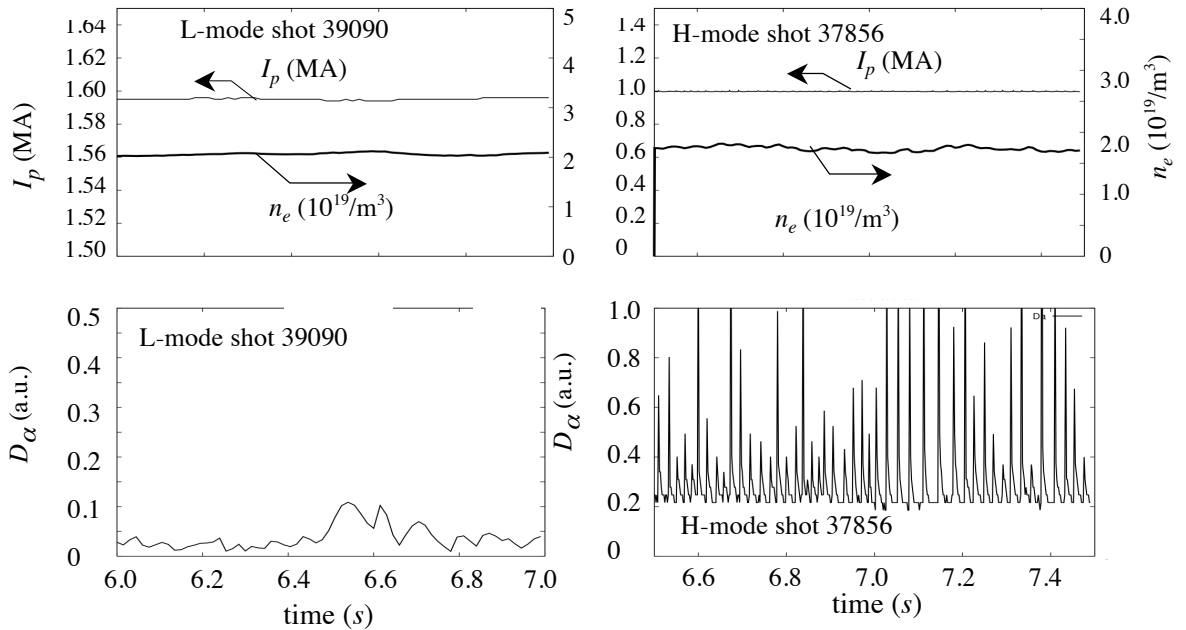 L-mode shot 39090
I_p (MA)
n_e (10^19/m^3)
I_p (MA)
1.64
1.62
1.60
1.58
1.56
1.54
1.52
1.50
5
4
3
2
1
0
H-mode shot 37856
I_p (MA)
n_e (10^19/m^3)
1.4
1.2
1.0
0.8
0.6
0.4
0.2
0
4.0
3.0
2.0
1.0
0
n_e (10^19/m^3)
L-mode shot 39090
D_α (a.u.)
0.5
0.4
0.3
0.2
0.1
0
6.0 6.2 6.4 6.6 6.8 7.0
time (s)
Da
H-mode shot 37856
D_α (a.u.)
1.0
0.8
0.6
0.4
0.2
0
6.6 6.8 7.0 7.2 7.4
time (s)